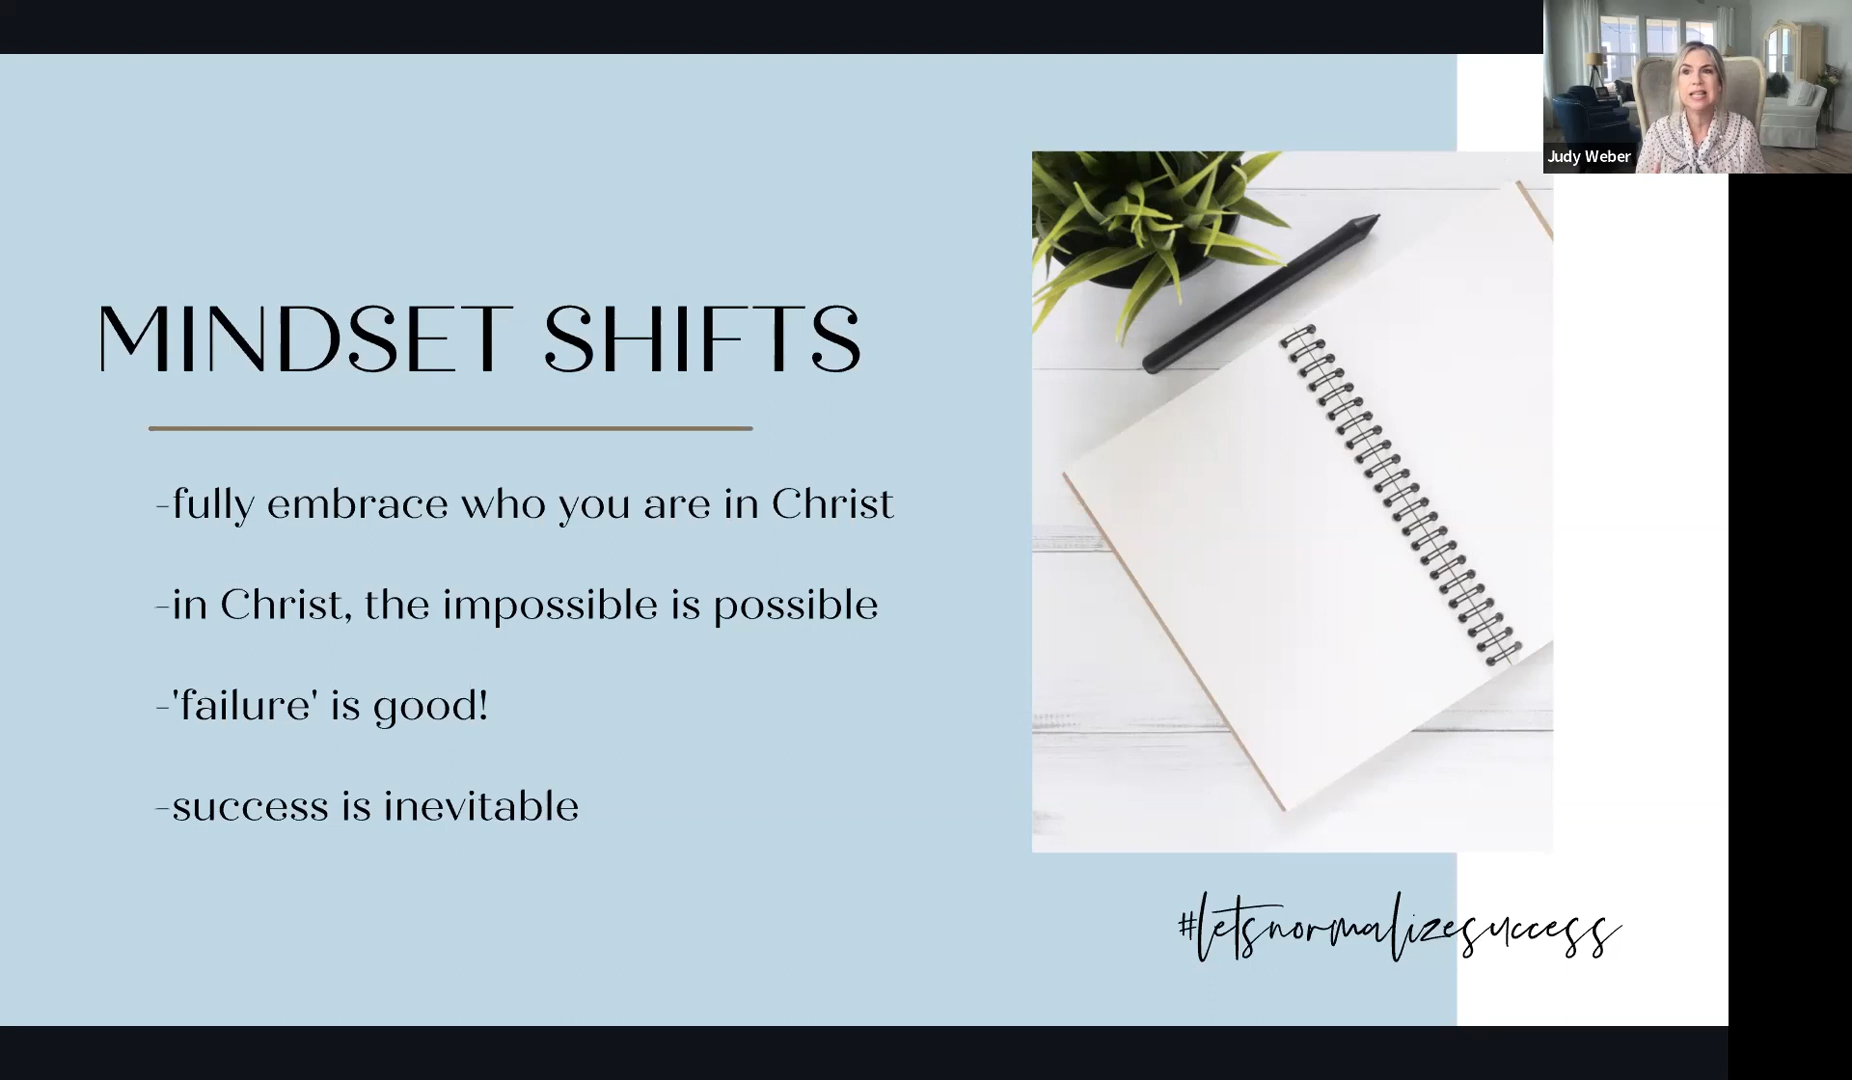 Judy Weber
MINDSET SHIFTS
-fully embrace who you are in Christ
-in Christ, the impossible is possible
-'failure' is good!
-success is inevitable
#letsnormalizesuccess